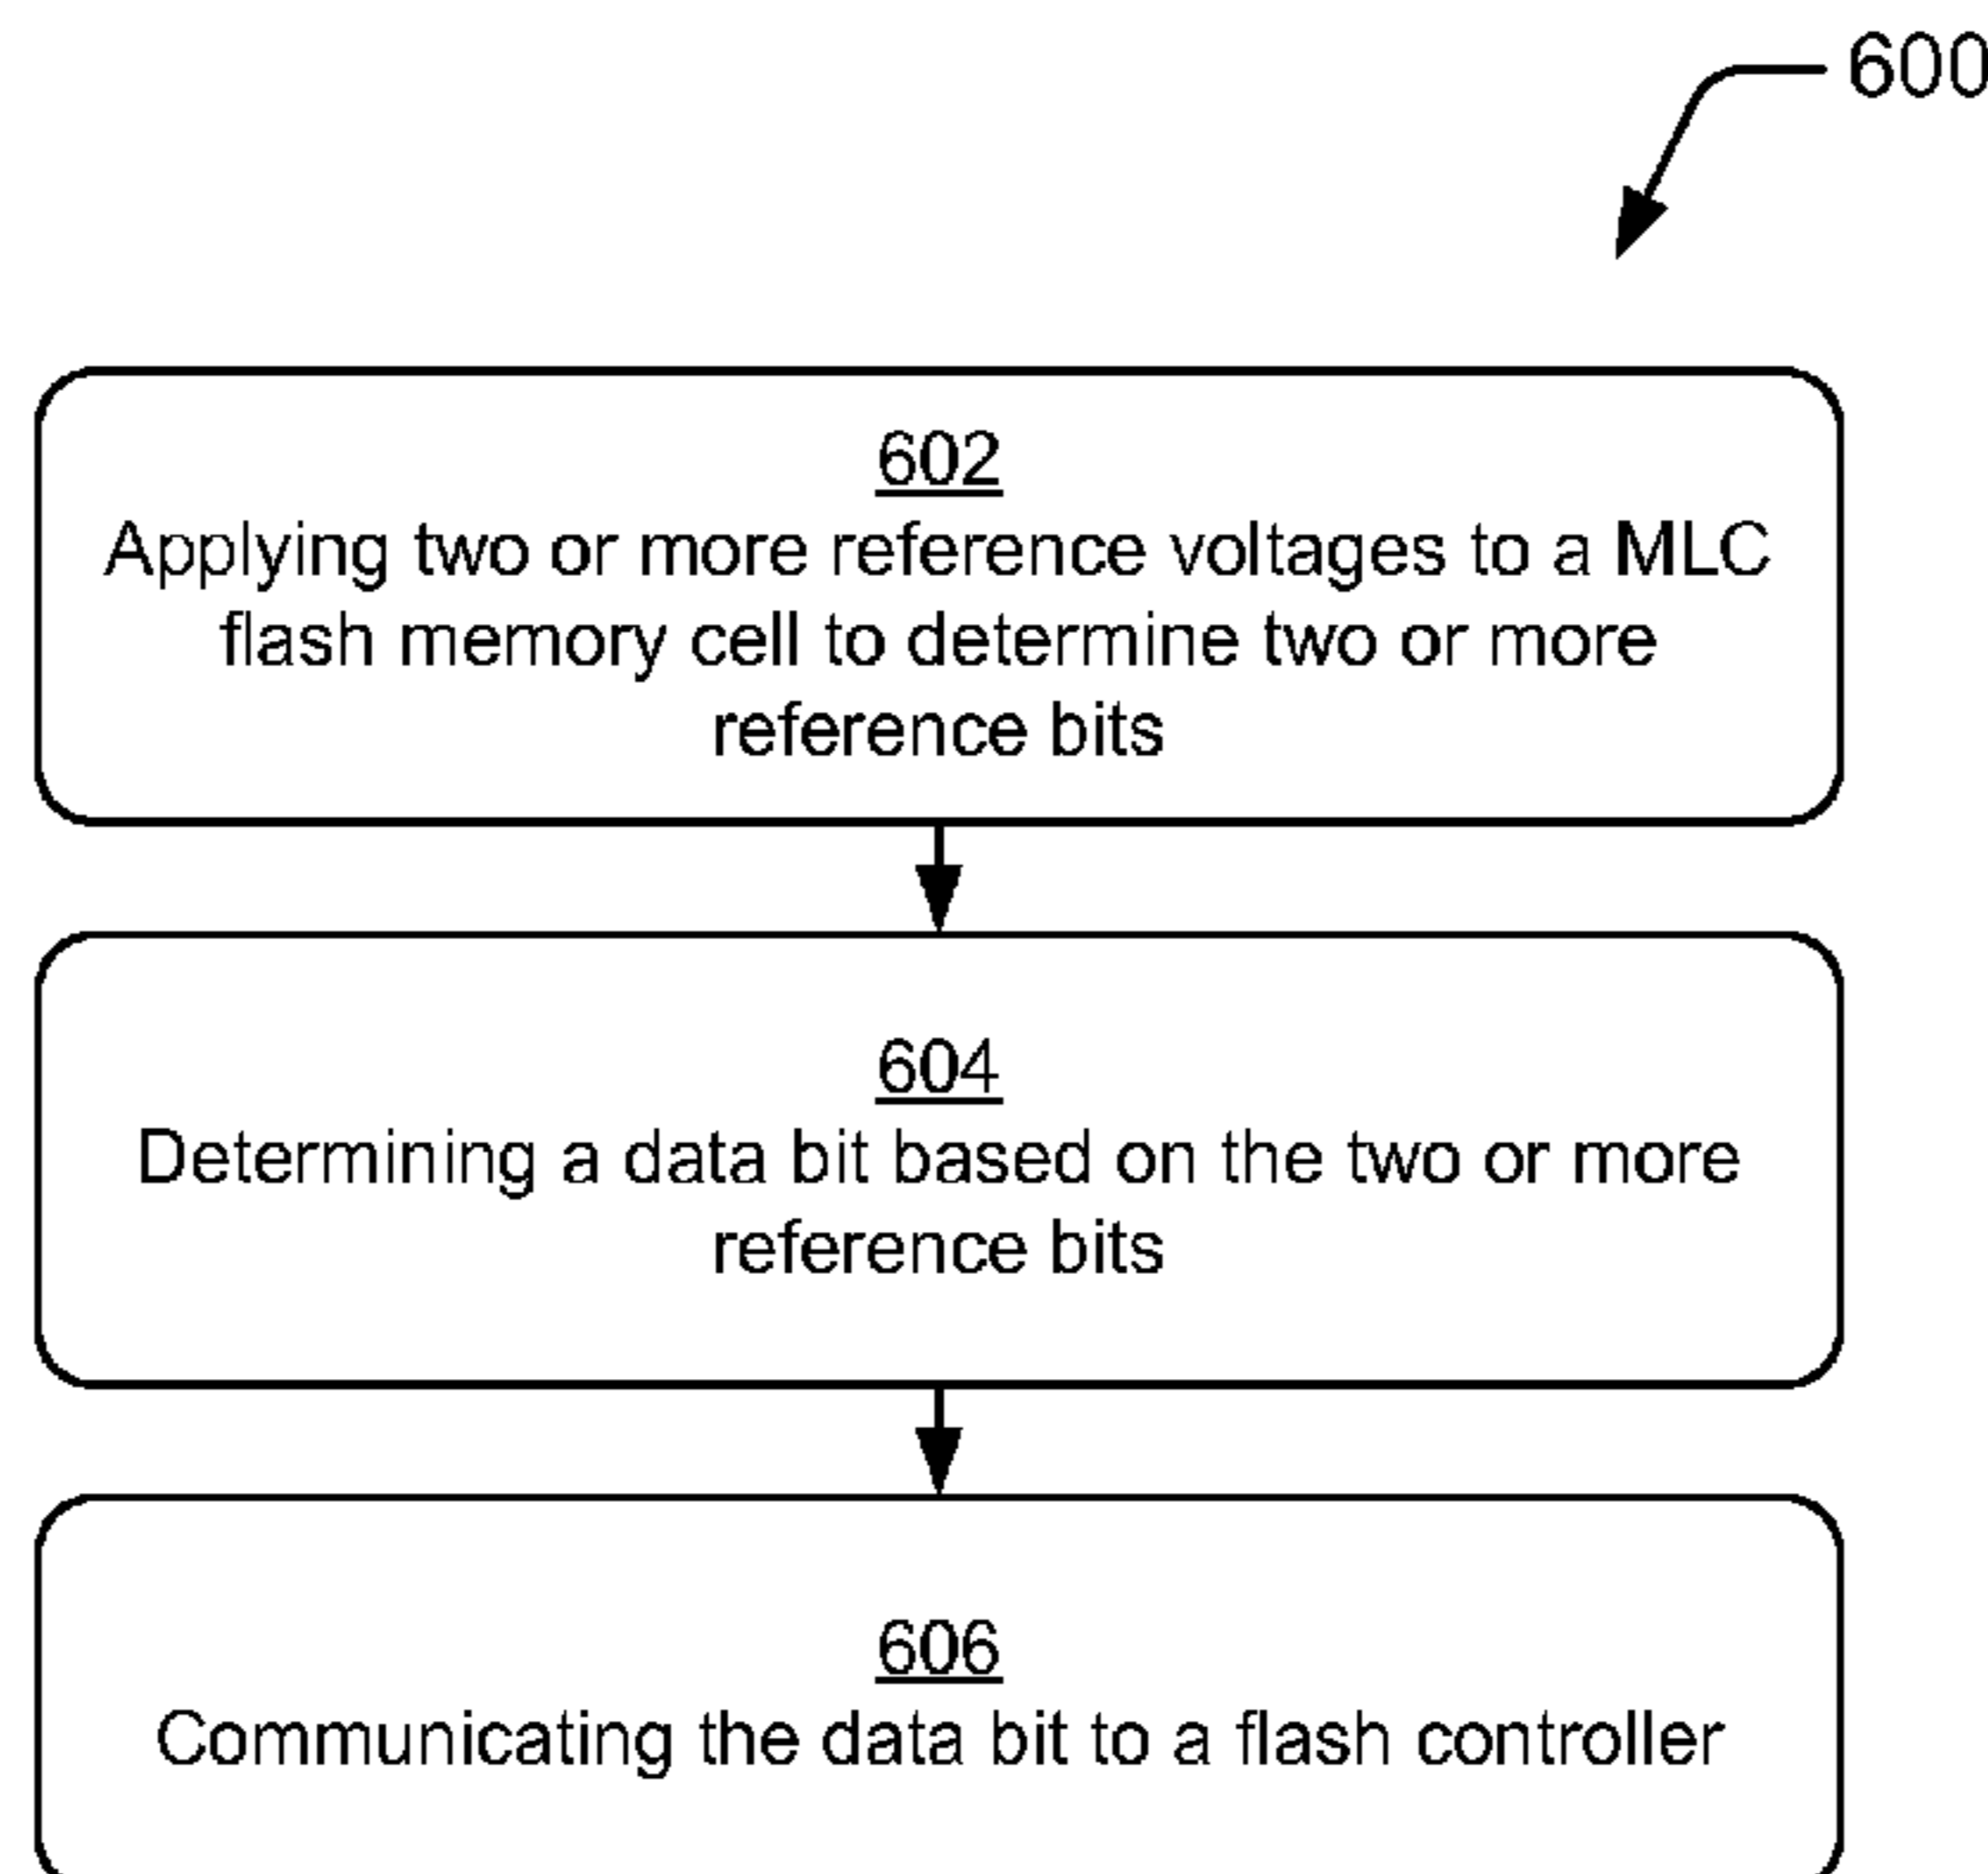 600
602
Applying two or more reference voltages to a MLC
flash memory cell to determine two or more
reference bits
604
Determining a data bit based on the two or more
reference bits
606
Communicating the data bit to a flash controller